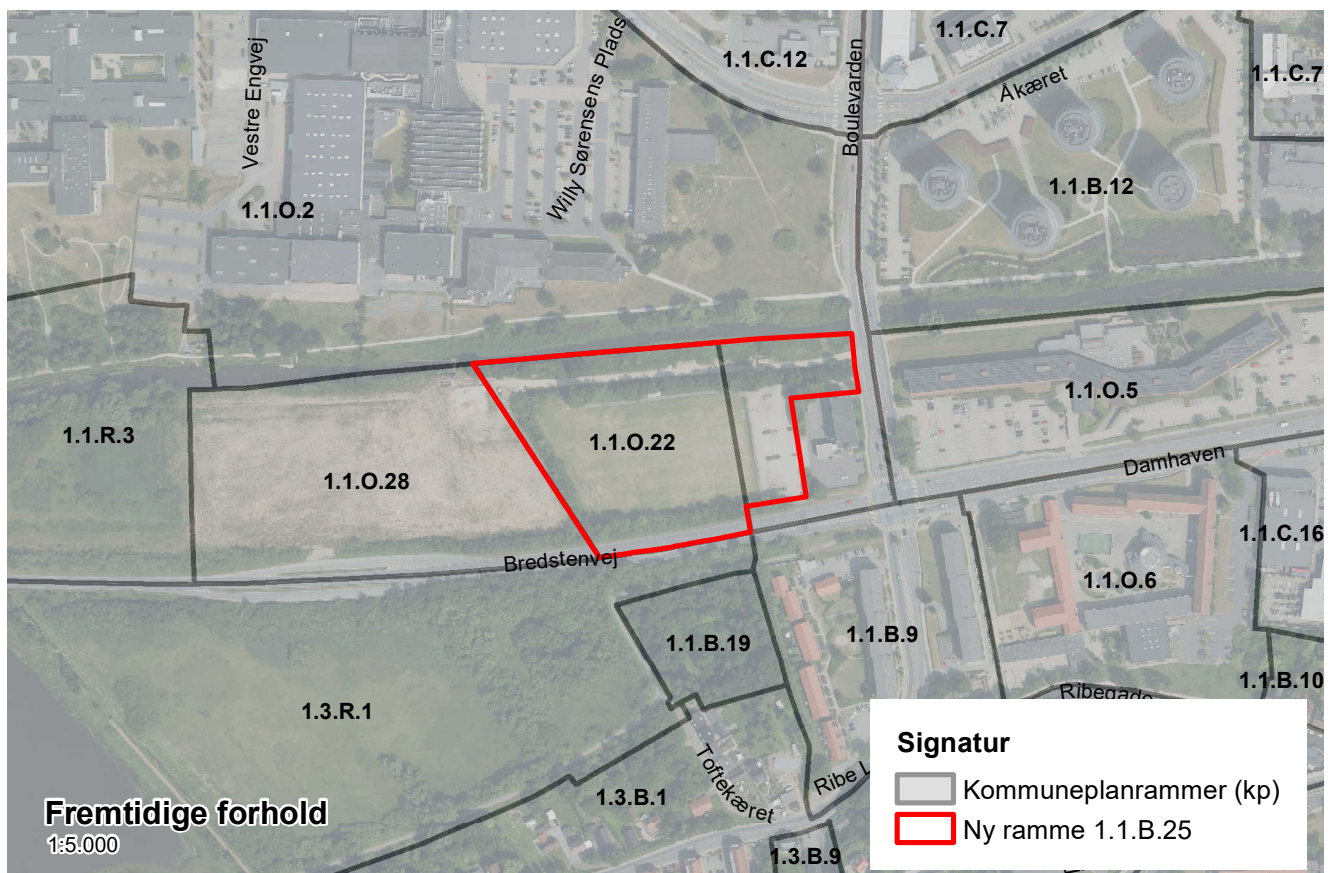 1.1.C.7
1.1.C.12
1.1.C.7
Åkæret
Vestre Engvej
Willy Sørensens Plads
Boulevarden
1.1.B.12
1.1.O.2
1.1.O.5
1.1.R.3
1.1.O.22
1.1.O.28
Damhaven
1.1.C.16
Bredstenvej
1.1.O.6
1.1.B.19
1.1.B.9
1.1.B.10
Ribegade
1.3.R.1
Toftekæret
Ribe L
1.3.B.1
1.3.B.9
Fremtidige forhold
1:5.000
Signatur
Kommuneplanrammer (kp)
Ny ramme 1.1.B.25